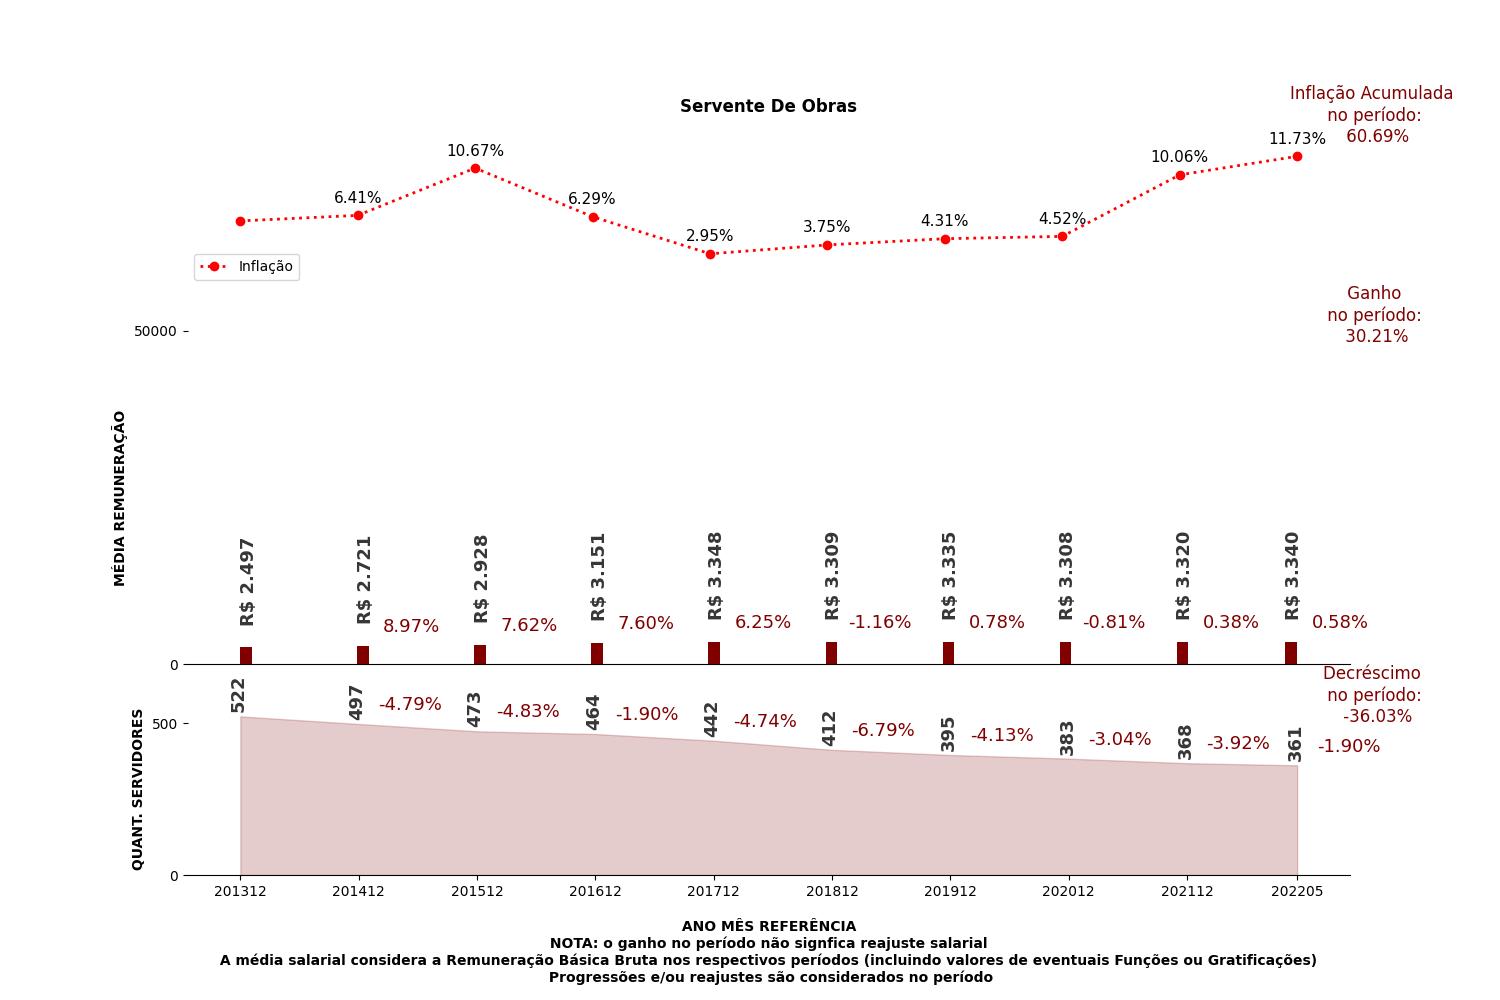 Servente De Obras
Inflação Acumulada
no período:
60.69%
6.41%
10.67%
6.29%
2.95%
3.75%
4.31%
4.52%
10.06%
11.73%
Inflação
Ganho
no período:
30.21%
50000
0
MÉDIA REMUNERAÇÃO
R$ 2.497
R$ 2.721
R$ 2.928
R$ 3.151
R$ 3.348
R$ 3.309
R$ 3.335
R$ 3.308
R$ 3.320
R$ 3.340
8.97%
7.62%
7.60%
6.25%
-1.16%
0.78%
-0.81%
0.38%
0.58%
Decréscimo
no período:
-36.03%
500
0
QUANT. SERVIDORES
522
497
473
464
442
412
395
383
368
361
-4.79%
-4.83%
-1.90%
-4.74%
-6.79%
-4.13%
-3.04%
-3.92%
-1.90%
201312
201412
201512
201612
201712
201812
201912
202012
202112
202205
ANO MÊS REFERÊNCIA
NOTA: o ganho no período não signfica reajuste salarial
A média salarial considera a Remuneração Básica Bruta nos respectivos períodos (incluindo valores de eventuais Funções ou Gratificações)
Progressões e/ou reajustes são considerados no período